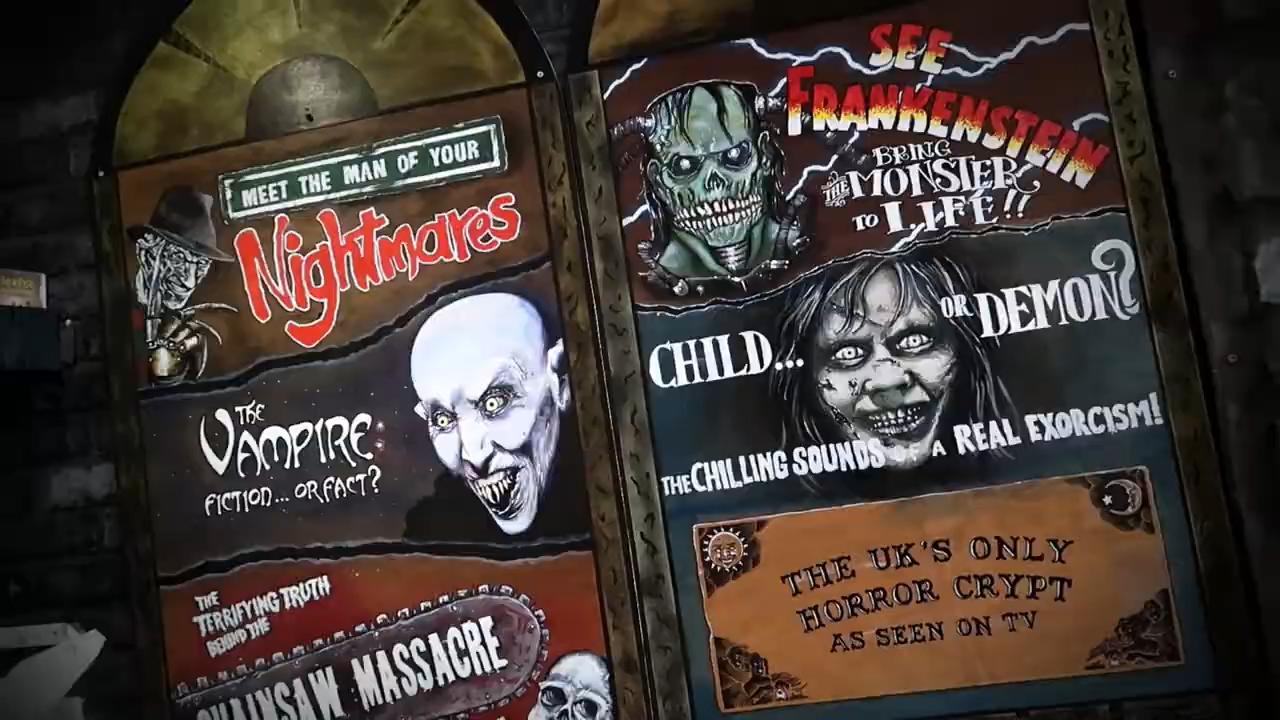 MEET THE MAN OF YOUR
Nightmares
THE
VAMPIRE
FICTION... OR FACT?
THE
TERRIFYING TRUTH
BEHIND THE
CHAINSAW MASSACRE
SEE
FRANKENSTEIN
BRING
THE MONSTER
TO LIFE!!
CHILD... OR DEMON?
THE CHILLING SOUNDS OF A REAL EXORCISM!
THE UK'S ONLY
HORROR CRYPT
AS SEEN ON TV